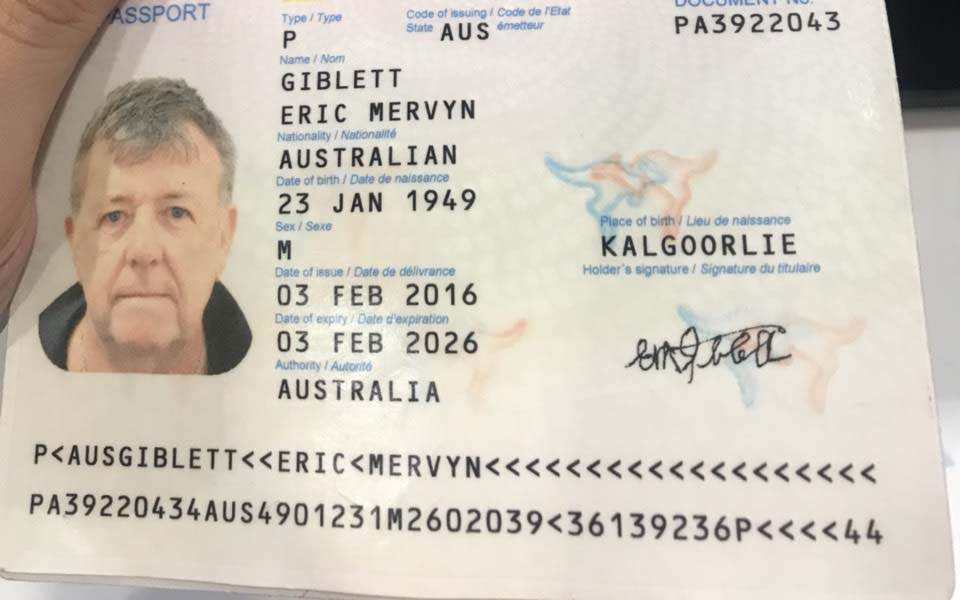 PASSPORT
Type / Type
P
Code of issuing / Code de l'Etat
State AUS émetteur
DOCUMENT NO.
PA3922043
Name / Nom
GIBLETT
ERIC MERVYN
Nationality / Nationalité
AUSTRALIAN
Date of birth / Date de naissance
23 JAN 1949
Sex / Sexe
M
Place of birth / Lieu de naissance
KALGOORLIE
Date of issue / Date de délivrance
03 FEB 2016
Holder's signature / Signature du titulaire
Date of expiry / Date d'expiration
03 FEB 2026
Authority / Autorité
AUSTRALIA
P<AUSGIBLETT<<ERIC<MERVYN<<<<<<<<<<<<<<<<<<<
PA39220434AUS4901231M2602039<36139236P<<<<44